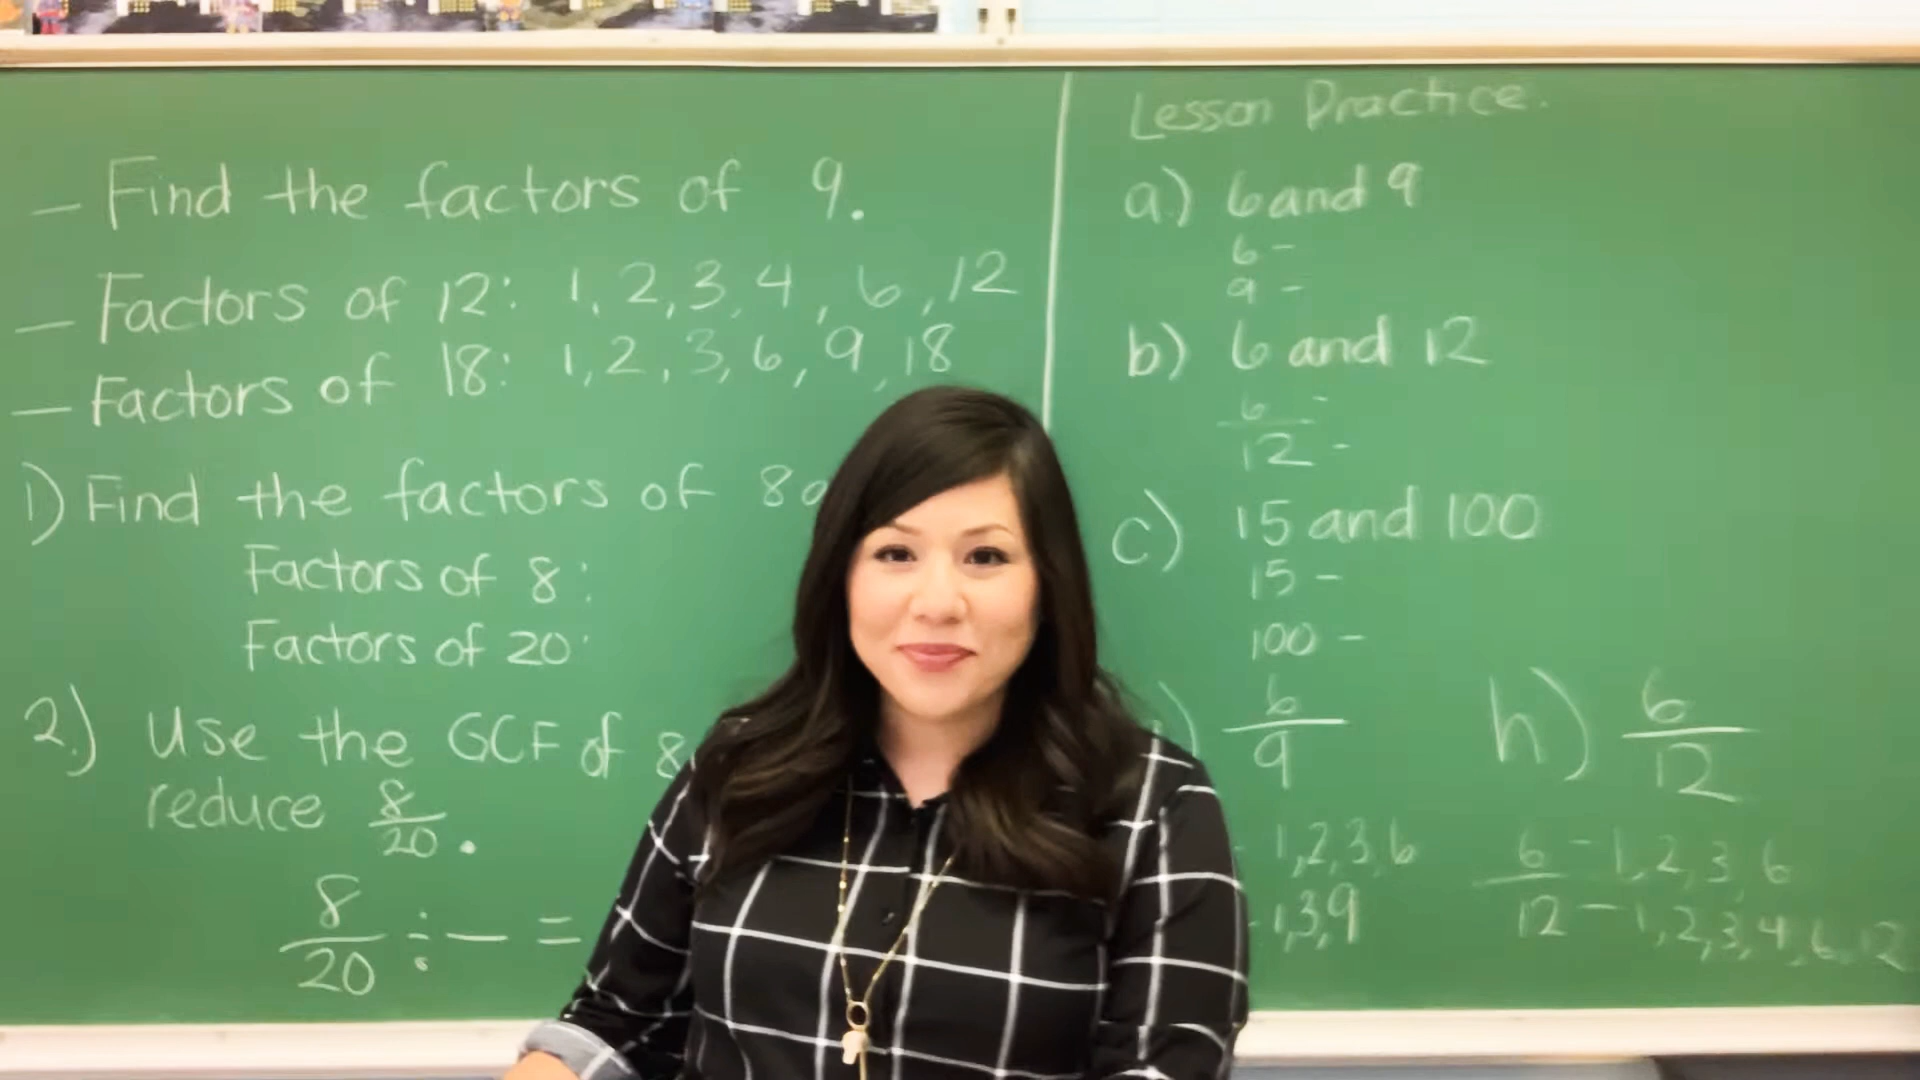 – Find the factors of 9.
– Factors of 12: 1, 2, 3, 4, 6, 12
– Factors of 18: 1, 2, 3, 6, 9, 18
1) Find the factors of 8
Factors of 8:
Factors of 20:
2.) Use the GCF of 8
reduce 8/20.
8/20 ÷ — =
Lesson Practice.
a.) 6 and 9
6 –
9 –
b) 6 and 12
6 -
12 -
c) 15 and 100
15 –
100 –
) 6/9
1,2,3,6
1,3,9
h) 6/12
6 – 1, 2, 3, 6
12 – 1, 2, 3, 4, 6, 12